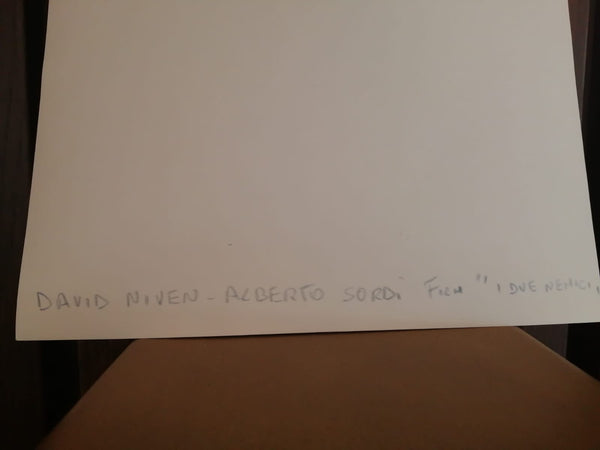 DAVID NIVEN - ALBERTO SORDI FILM " I DUE NEMICI "